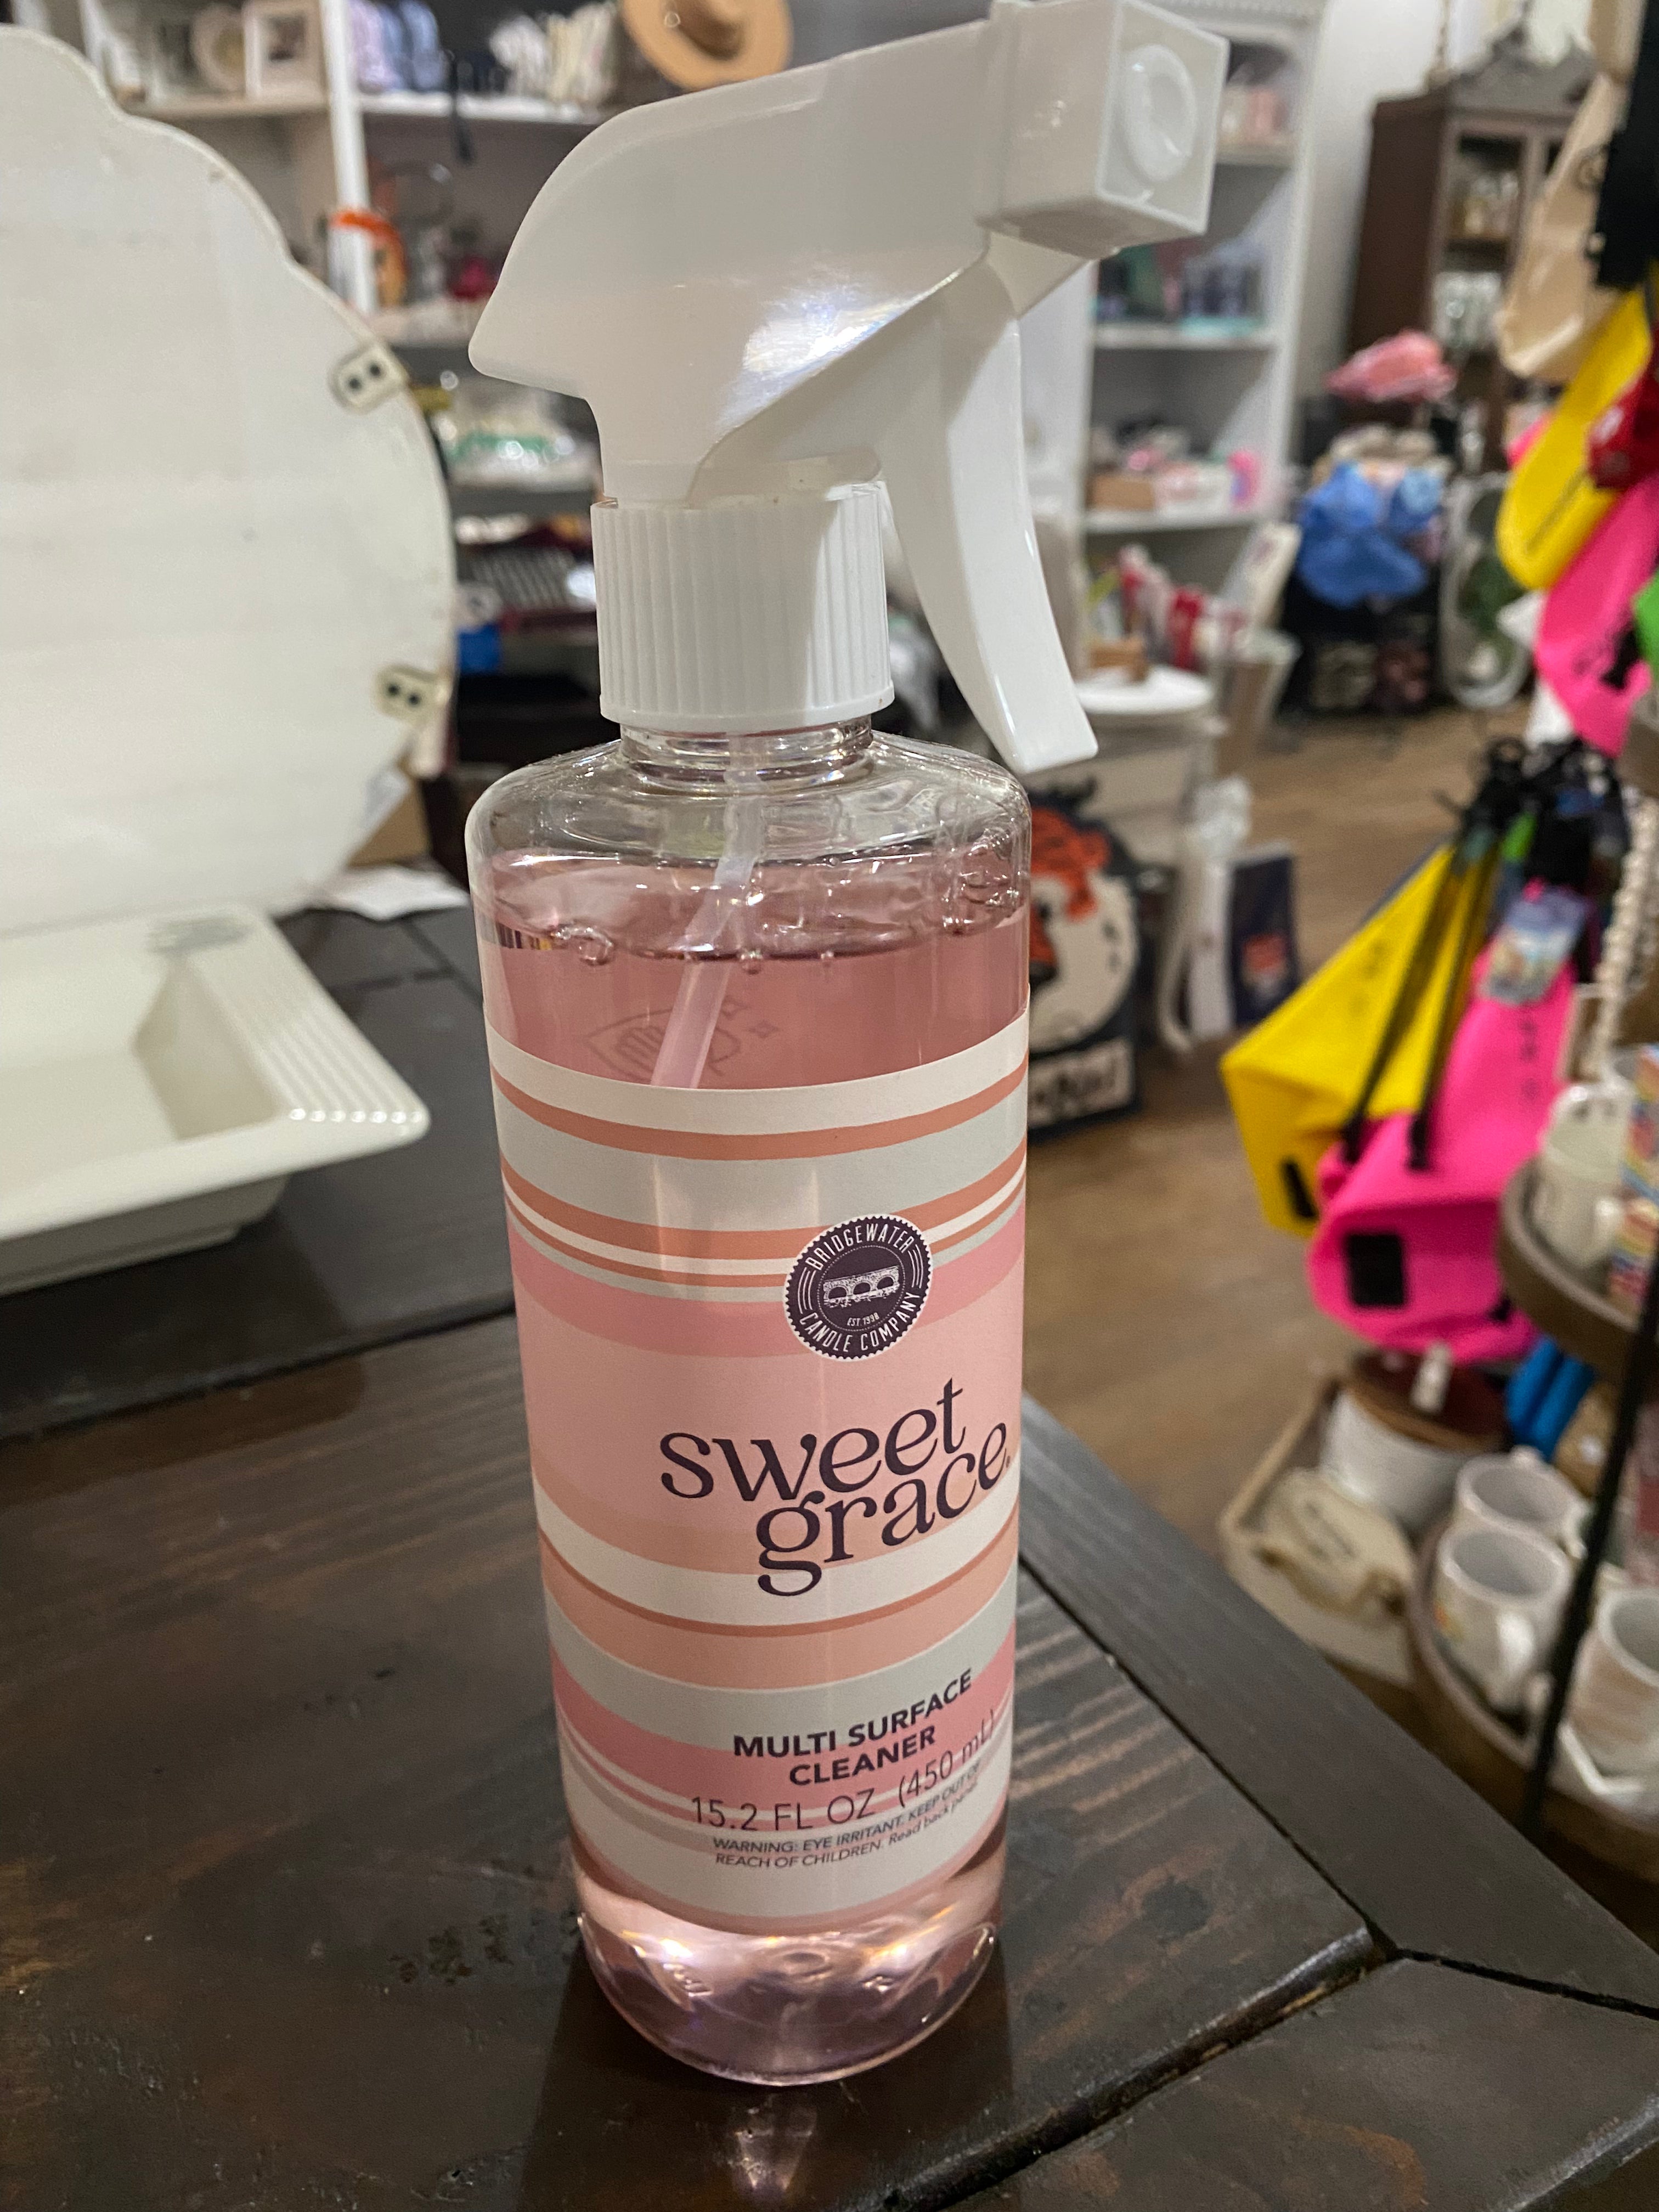 BRIDGEWATER
EST. 1998
CANDLE COMPANY
sweet
grace.
MULTI SURFACE
CLEANER
15.2 FL OZ (450 mL)
WARNING: EYE IRRITANT. KEEP OUT OF
REACH OF CHILDREN. Read back panel